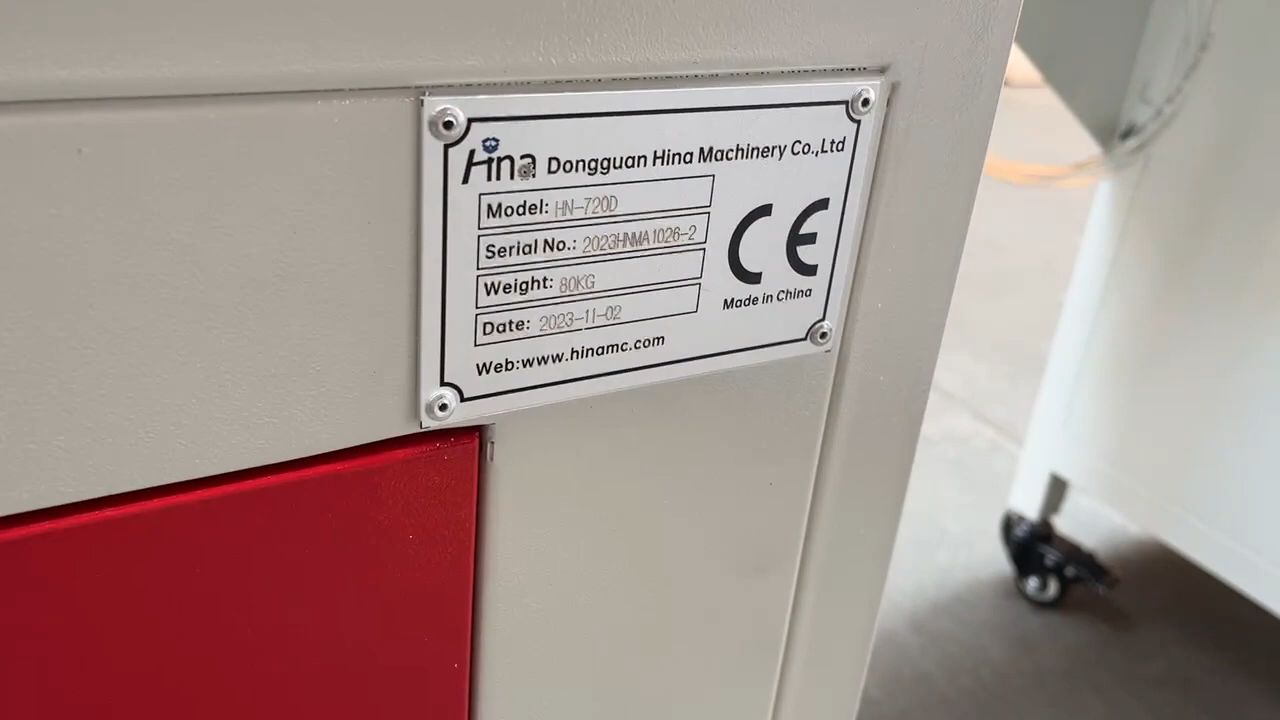 Hina Dongguan Hina Machinery Co.,Ltd
Model: HN-720D
Serial No.: 2023HNMA1026-2
Weight: 80KG
Date: 2023-11-02
CE
Made in China
Web:www.hinamc.com